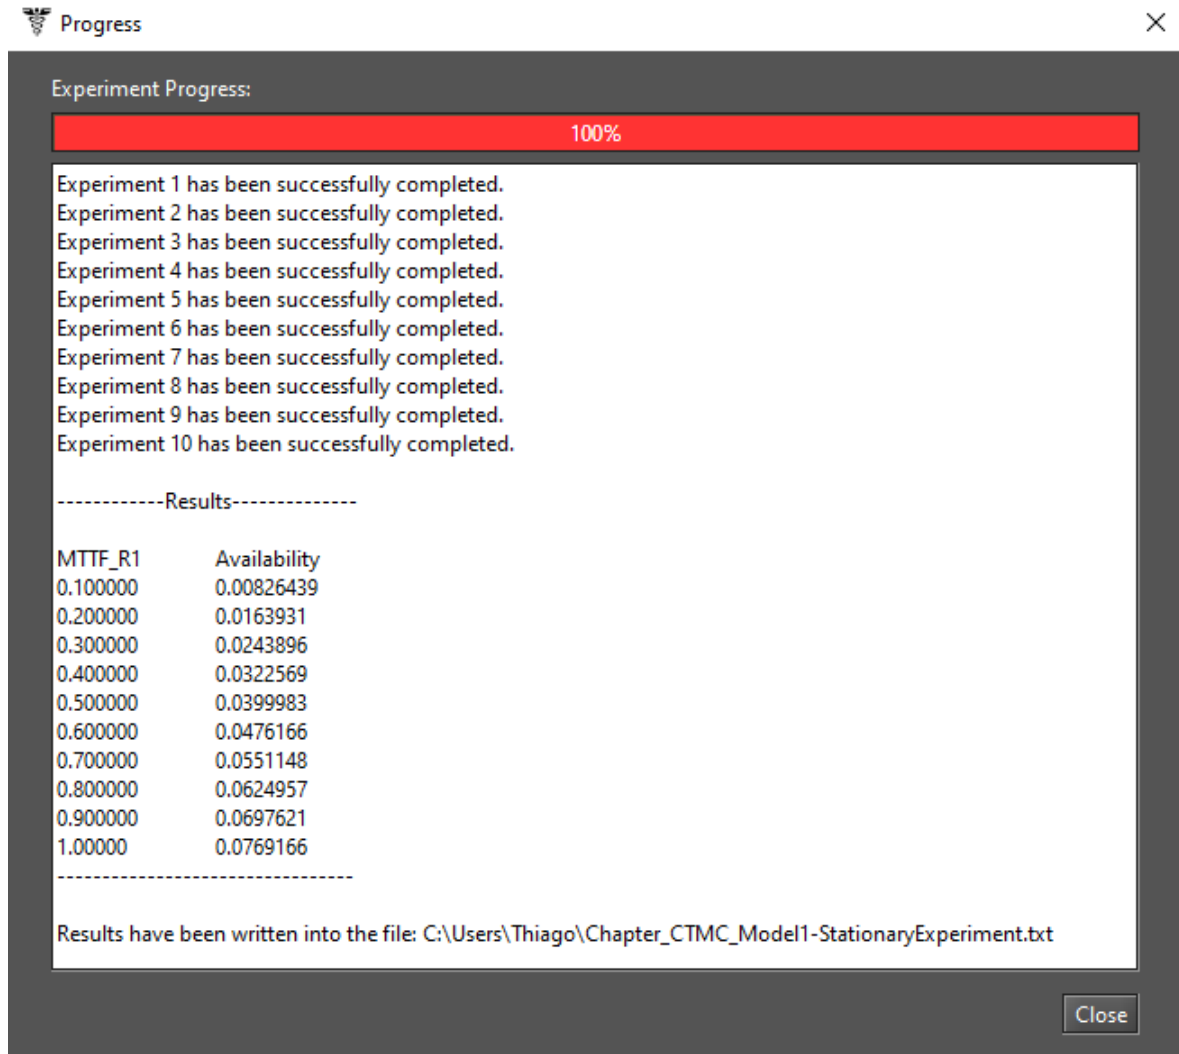 Progress
Experiment Progress:
100%
Experiment 1 has been successfully completed.
Experiment 2 has been successfully completed.
Experiment 3 has been successfully completed.
Experiment 4 has been successfully completed.
Experiment 5 has been successfully completed.
Experiment 6 has been successfully completed.
Experiment 7 has been successfully completed.
Experiment 8 has been successfully completed.
Experiment 9 has been successfully completed.
Experiment 10 has been successfully completed.
------------Results--------------
MTTF_R1 Availability
0.100000 0.00826439
0.200000 0.0163931
0.300000 0.0243896
0.400000 0.0322569
0.500000 0.0399983
0.600000 0.0476166
0.700000 0.0551148
0.800000 0.0624957
0.900000 0.0697621
1.00000 0.0769166
---------------------------------
Results have been written into the file: C:\Users\Thiago\Chapter_CTMC_Model1-StationaryExperiment.txt
Close